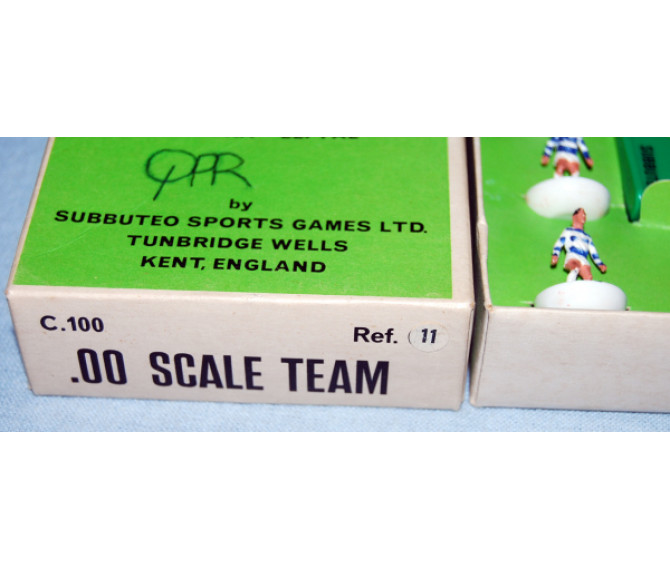 QPR
by
SUBBUTEO SPORTS GAMES LTD.
TUNBRIDGE WELLS
KENT, ENGLAND
C.100
Ref. 11
.00 SCALE TEAM